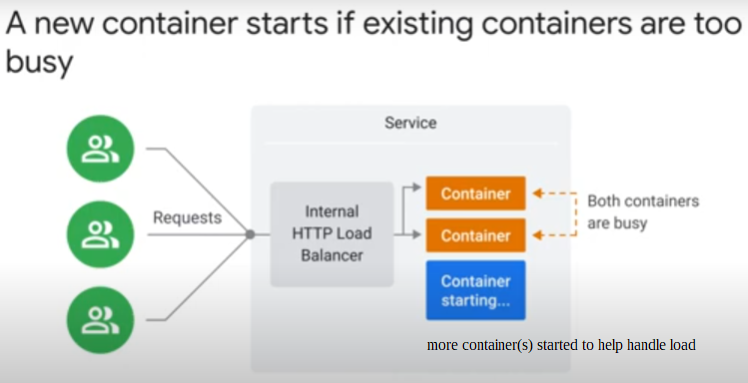 A new container starts if existing containers are too
busy
Service
Requests
Internal
HTTP Load
Balancer
Container
Container
Container
starting...
Both containers
are busy
more container(s) started to help handle load